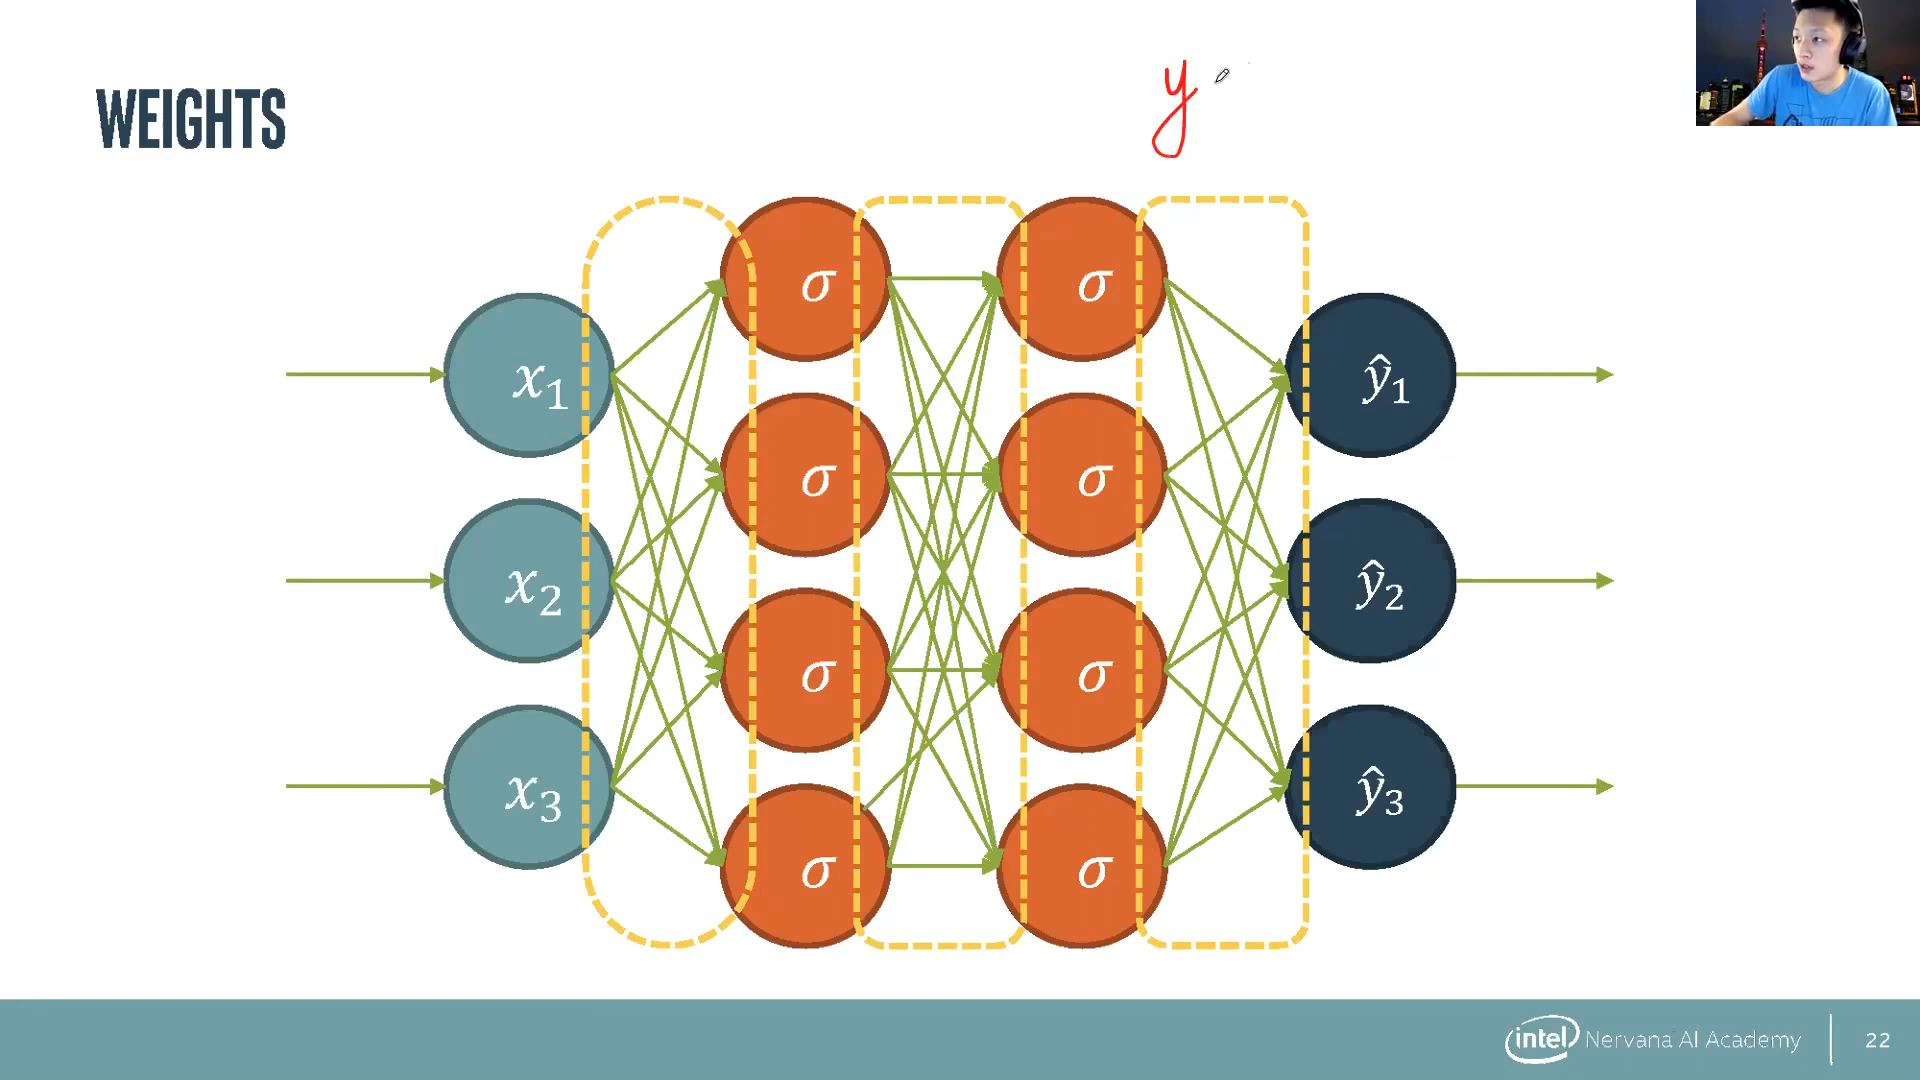 y
WEIGHTS
σ σ
x₁ ŷ₁
σ σ
x₂ ŷ₂
σ σ
x₃ ŷ₃
σ σ
intel Nervana AI Academy 22